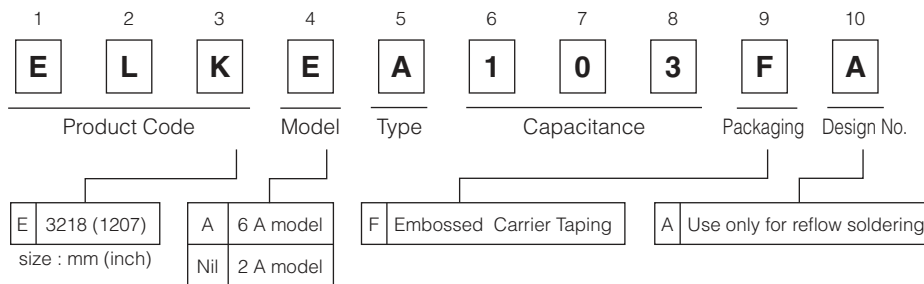 1 2 3 4 5 6 7 8 9 10
E L K E A 1 0 3 F A
Product Code Model Type Capacitance Packaging Design No.
E 3218 (1207)
size : mm (inch)
A 6 A model
Nil 2 A model
F Embossed Carrier Taping
A Use only for reflow soldering